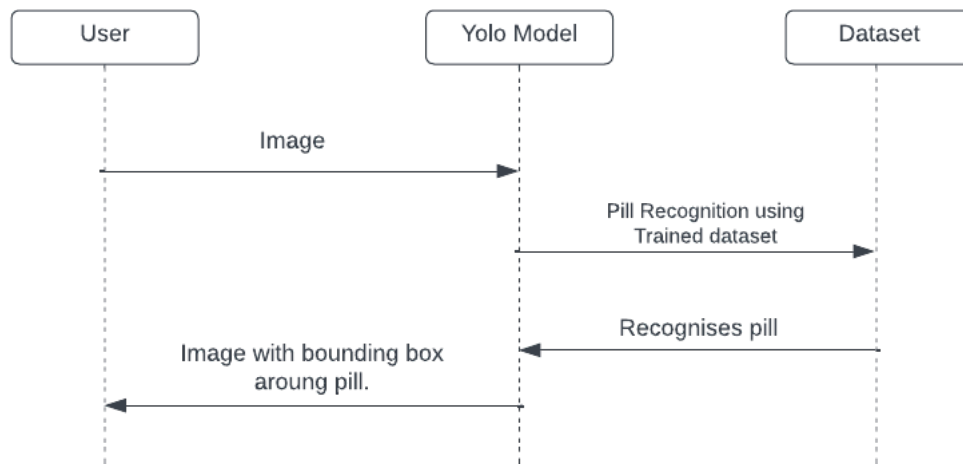 User
Yolo Model
Dataset
Image
Pill Recognition using
Trained dataset
Recognises pill
Image with bounding box
aroung pill.